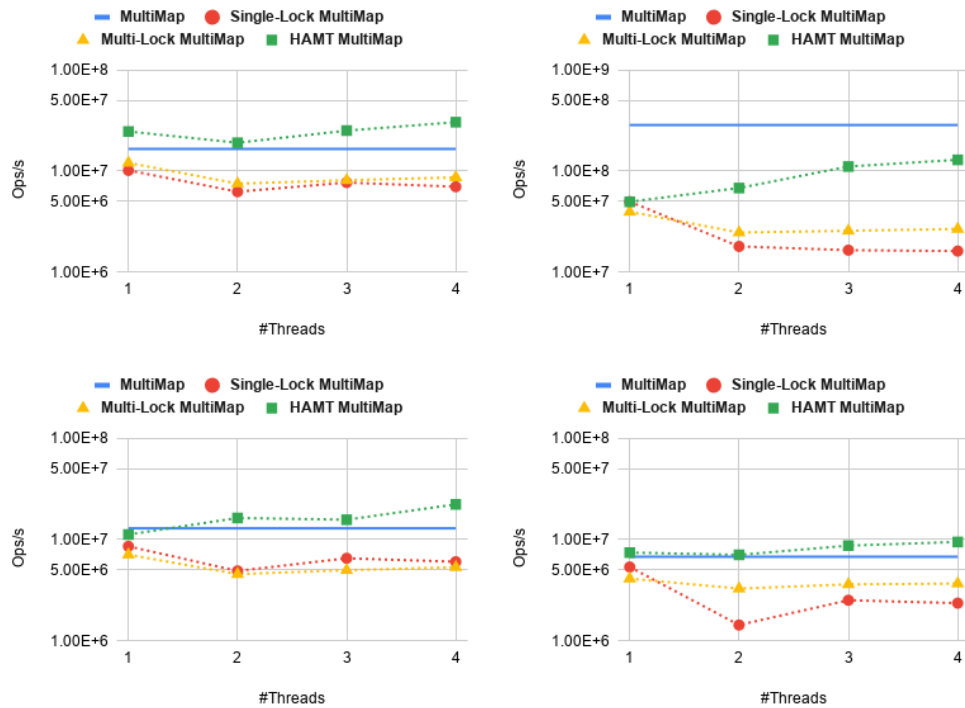 MultiMap Single-Lock MultiMap
Multi-Lock MultiMap HAMT MultiMap
1.00E+8
5.00E+7
1.00E+7
5.00E+6
1.00E+6
Ops/s
1 2 3 4
#Threads
MultiMap Single-Lock MultiMap
Multi-Lock MultiMap HAMT MultiMap
1.00E+9
5.00E+8
1.00E+8
5.00E+7
1.00E+7
Ops/s
1 2 3 4
#Threads
MultiMap Single-Lock MultiMap
Multi-Lock MultiMap HAMT MultiMap
1.00E+8
5.00E+7
1.00E+7
5.00E+6
1.00E+6
Ops/s
1 2 3 4
#Threads
MultiMap Single-Lock MultiMap
Multi-Lock MultiMap HAMT MultiMap
1.00E+8
5.00E+7
1.00E+7
5.00E+6
1.00E+6
Ops/s
1 2 3 4
#Threads